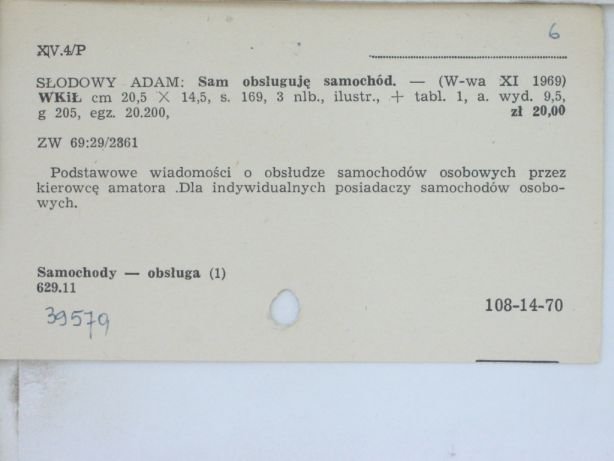 6
XIV.4/P
SŁODOWY ADAM: Sam obsługuję samochód. — (W-wa XI 1969)
WKiŁ cm 20,5 × 14,5, s. 169, 3 nlb., ilustr., + tabl. 1, a. wyd. 9,5,
g 205, egz. 20.200, zł 20,00
ZW 69:29/2861
Podstawowe wiadomości o obsłudze samochodów osobowych przez
kierowcę amatora .Dla indywidualnych posiadaczy samochodów osobo-
wych.
Samochody — obsługa (1)
629.11
39579
108-14-70